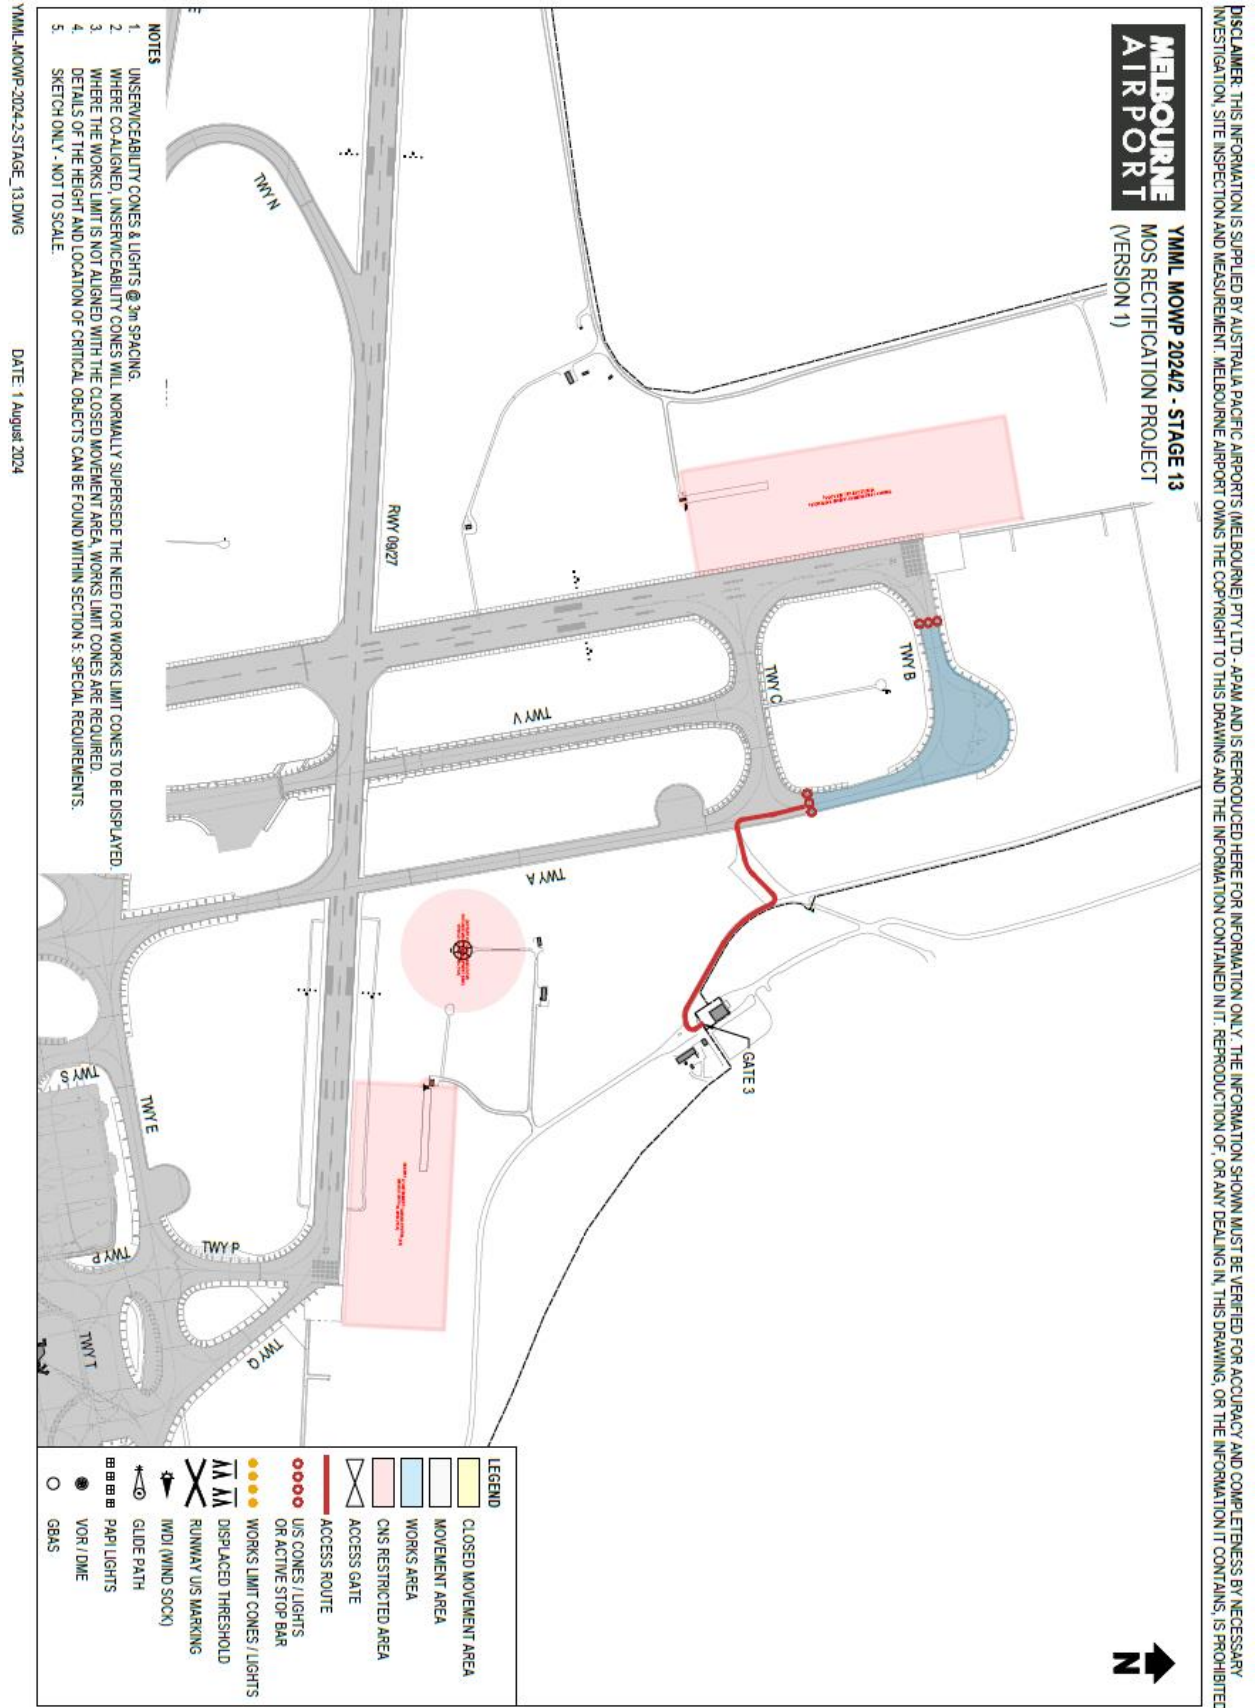 DISCLAIMER: THIS INFORMATION IS SUPPLIED BY AUSTRALIA PACIFIC AIRPORTS (MELBOURNE) PTY LTD - APAM AND IS REPRODUCED HERE FOR INFORMATION ONLY. THE INFORMATION SHOWN MUST BE VERIFIED FOR ACCURACY AND COMPLETENESS BY NECESSARY
INVESTIGATION, SITE INSPECTION AND MEASUREMENT. MELBOURNE AIRPORT OWNS THE COPYRIGHT TO THIS DRAWING AND THE INFORMATION CONTAINED IN IT. REPRODUCTION OF, OR ANY DEALING IN, THIS DRAWING, OR THE INFORMATION IT CONTAINS, IS PROHIBITED
MELBOURNE
AIRPORT
YMML MOWP 2024/2 - STAGE 13
MOS RECTIFICATION PROJECT
(VERSION 1)
N
TWY B
TWY C
GATE 3
TWY V
TWY A
RWY 09/27
TWY N
TWY E
TWY S
TWY P
TWY P
TWY Q
TWY T
LEGEND
CLOSED MOVEMENT AREA
MOVEMENT AREA
WORKS AREA
CNS RESTRICTED AREA
ACCESS GATE
ACCESS ROUTE
U/S CONES / LIGHTS
OR ACTIVE STOP BAR
WORKS LIMIT CONES / LIGHTS
DISPLACED THRESHOLD
RUNWAY U/S MARKING
IWDI (WIND SOCK)
GLIDE PATH
PAPI LIGHTS
VOR / DME
GBAS
NOTES
1. UNSERVICEABILITY CONES & LIGHTS @ 3m SPACING.
2. WHERE CO-ALIGNED, UNSERVICEABILITY CONES WILL NORMALLY SUPERSEDE THE NEED FOR WORKS LIMIT CONES TO BE DISPLAYED.
3. WHERE THE WORKS LIMIT IS NOT ALIGNED WITH THE CLOSED MOVEMENT AREA, WORKS LIMIT CONES ARE REQUIRED.
4. DETAILS OF THE HEIGHT AND LOCATION OF CRITICAL OBJECTS CAN BE FOUND WITHIN SECTION 5: SPECIAL REQUIREMENTS.
5. SKETCH ONLY - NOT TO SCALE.
YMML-MOWP-2024-2-STAGE_13.DWG
DATE: 1 August 2024